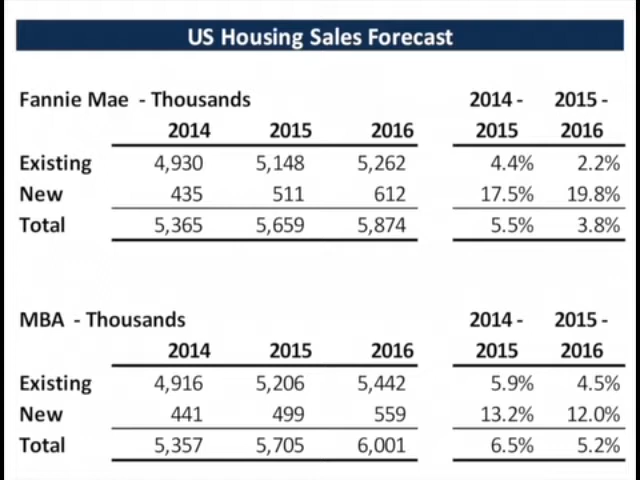 US Housing Sales Forecast
Fannie Mae - Thousands 2014 - 2015 -
2014 2015 2016 2015 2016
Existing 4,930 5,148 5,262 4.4% 2.2%
New 435 511 612 17.5% 19.8%
Total 5,365 5,659 5,874 5.5% 3.8%
MBA - Thousands 2014 - 2015 -
2014 2015 2016 2015 2016
Existing 4,916 5,206 5,442 5.9% 4.5%
New 441 499 559 13.2% 12.0%
Total 5,357 5,705 6,001 6.5% 5.2%